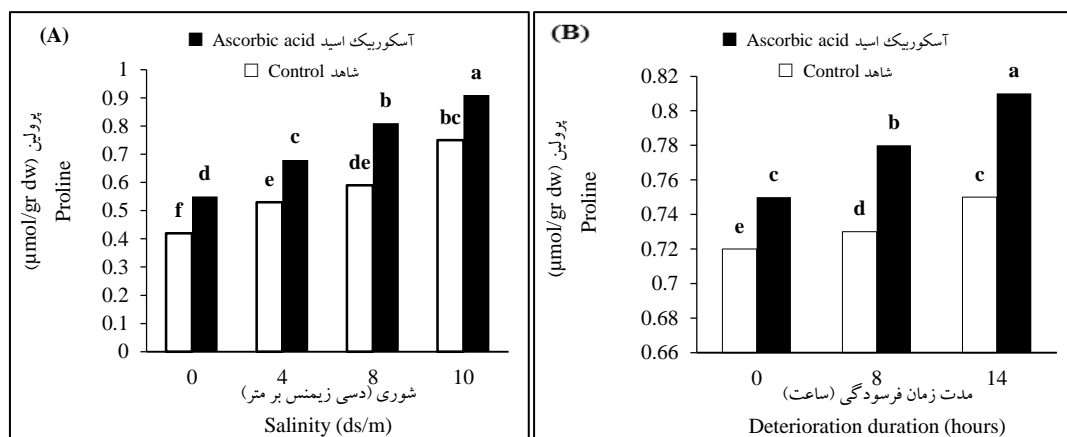 (A)
Ascorbic acid آسکوربیک اسید
Control شاهد
پرولین (µmol/gr dw)
Proline
1
0.9
0.8
0.7
0.6
0.5
0.4
0.3
0.2
0.1
0
f d e c de b bc a
0 4 8 10
شوری (دسی زیمنس بر متر)
Salinity (ds/m)
(B)
Ascorbic acid آسکوربیک اسید
Control شاهد
پرولین (µmol/gr dw)
Proline
0.82
0.8
0.78
0.76
0.74
0.72
0.7
0.68
0.66
e c d b c a
0 8 14
مدت زمان فرسودگی (ساعت)
Deterioration duration (hours)